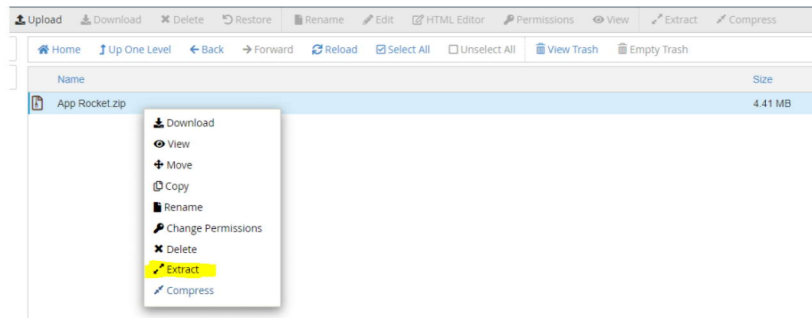 Upload Download Delete Restore Rename Edit HTML Editor Permissions View Extract Compress
Home Up One Level Back Forward Reload Select All Unselect All View Trash Empty Trash
Name Size
App Rocket.zip 4.41 MB
Download
View
Move
Copy
Rename
Change Permissions
Delete
Extract
Compress